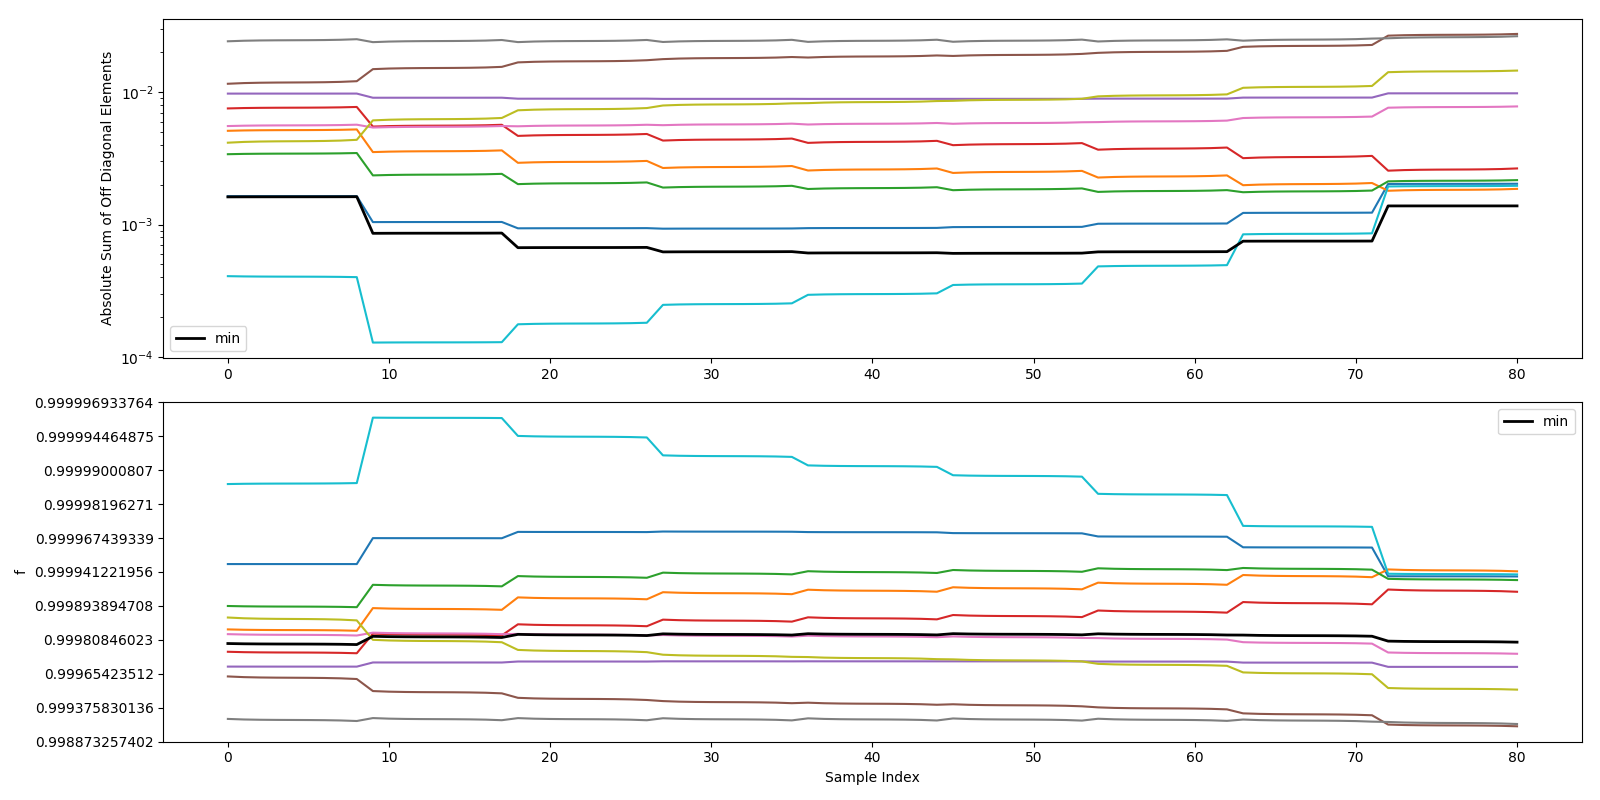 Absolute Sum of Off Diagonal Elements
10⁻²
10⁻³
10⁻⁴
min
0 10 20 30 40 50 60 70 80
f
0.999996933764
0.999994464875
0.99999000807
0.99998196271
0.999967439339
0.999941221956
0.999893894708
0.99980846023
0.99965423512
0.999375830136
0.998873257402
min
0 10 20 30 40 50 60 70 80
Sample Index